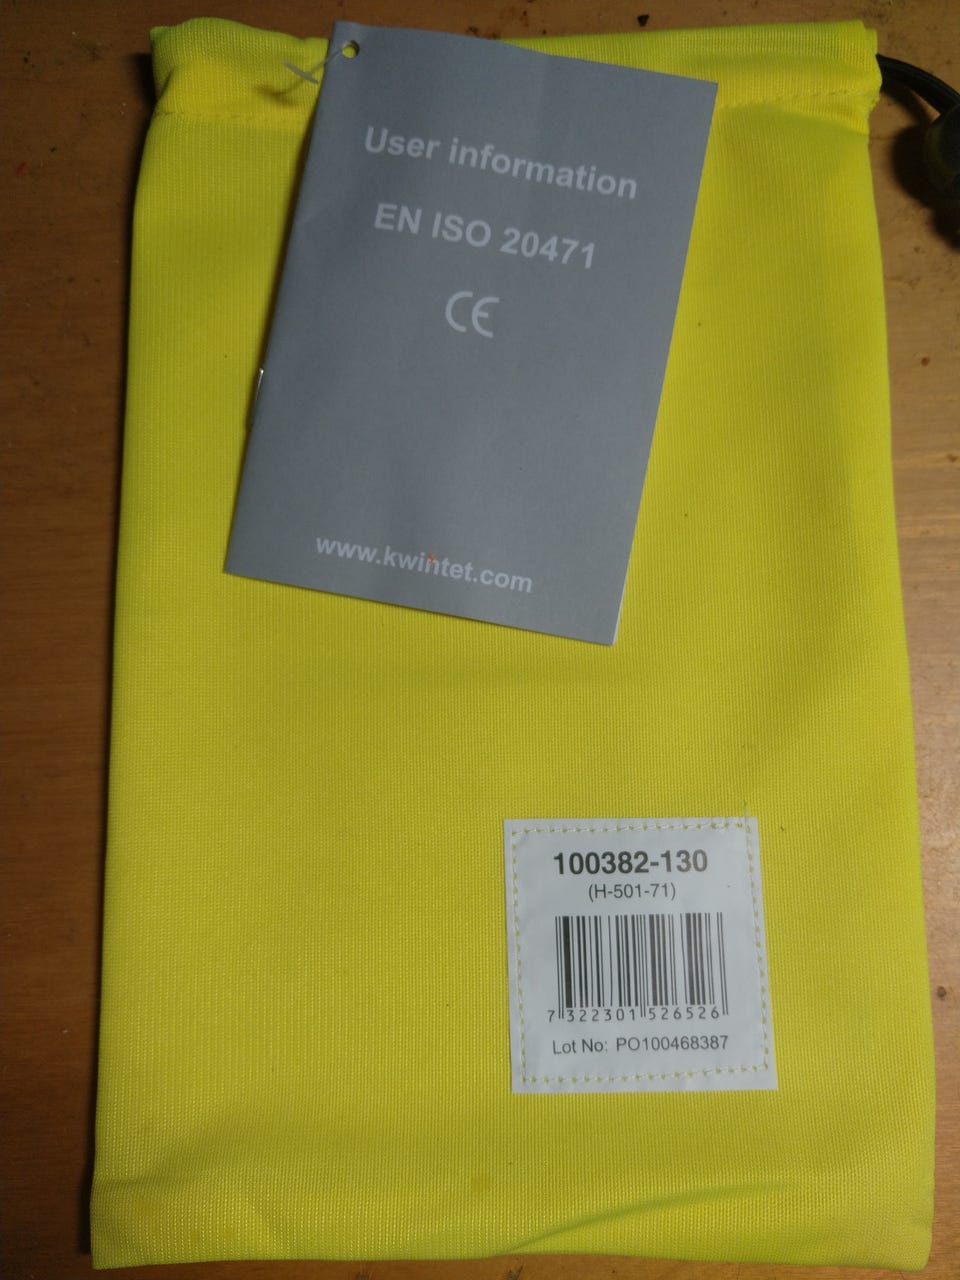 User information
EN ISO 20471
CE
www.kwintet.com
100382-130
(H-501-71)
7 322301 526526
Lot No: PO100468387